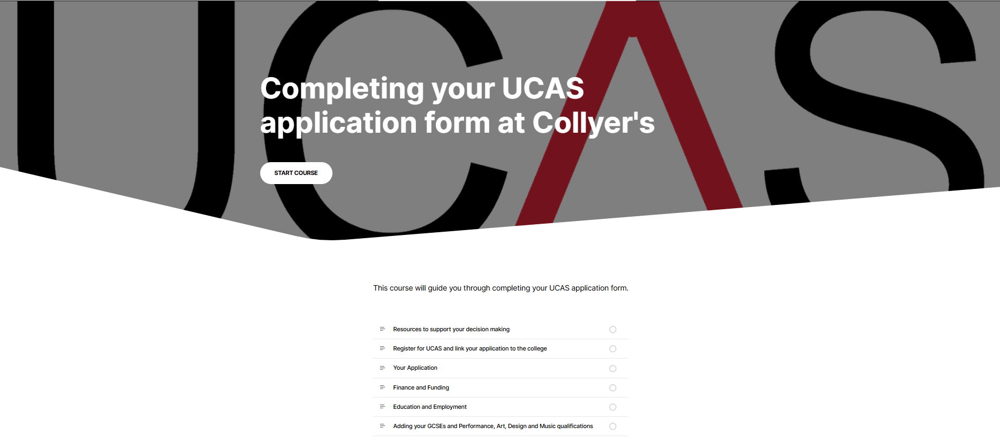 UCAS
Completing your UCAS
application form at Collyer's
START COURSE
This course will guide you through completing your UCAS application form.
Resources to support your decision making
Register for UCAS and link your application to the college
Your Application
Finance and Funding
Education and Employment
Adding your GCSEs and Performance, Art, Design and Music qualifications